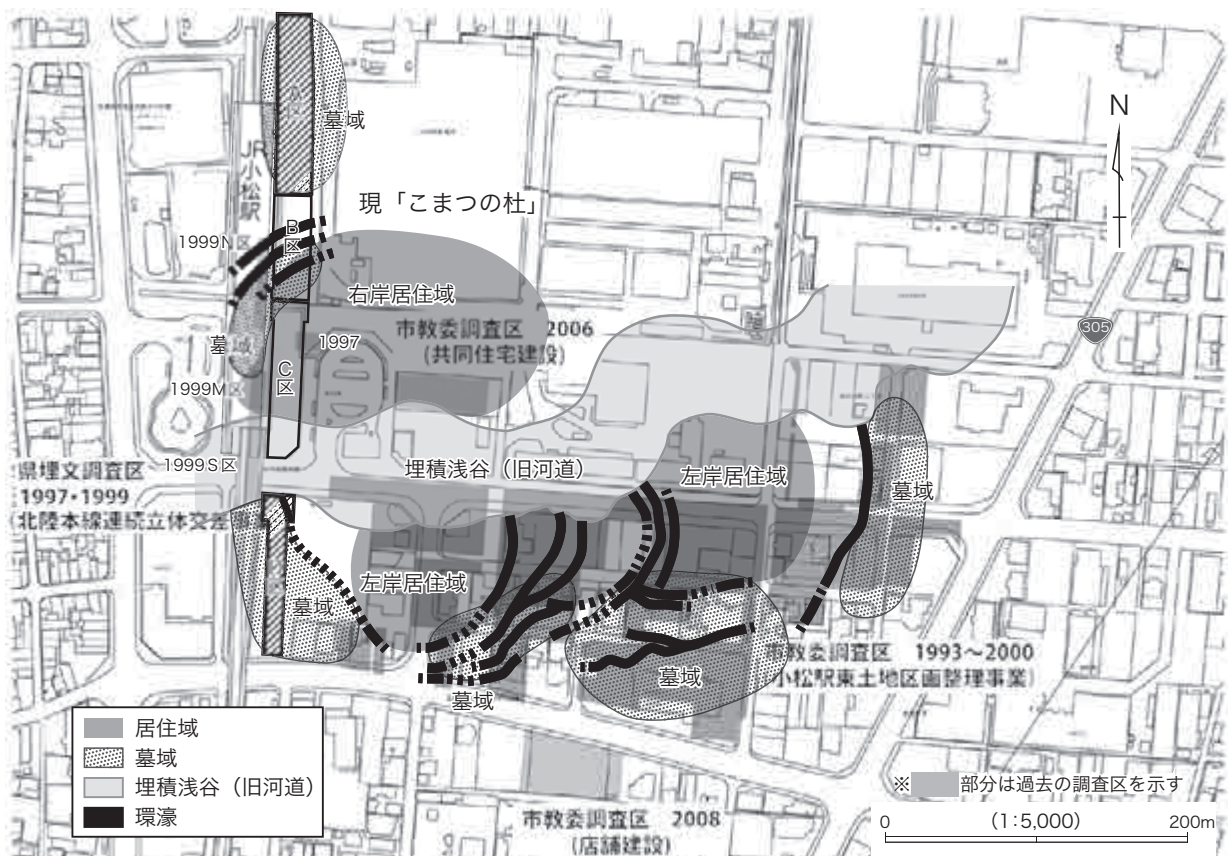 N
墓域
JR小松駅
現「こまつの杜」
1999N区
B区
右岸居住域
市教委調査区 2006
(共同住宅建設)
305
墓域
1997
C区
1999M区
1999S区
県埋文調査区
1997・1999
(北陸本線連続立体交差
埋積浅谷（旧河道）
左岸居住域
墓域
左岸居住域
墓域
墓域
墓域
市教委調査区 1993～2000
小松駅東土地区画整理事業)
居住域
墓域
埋積浅谷（旧河道）
環濠
市教委調査区 2008
(店舗建設)
※ 部分は過去の調査区を示す
0 (1:5,000) 200m